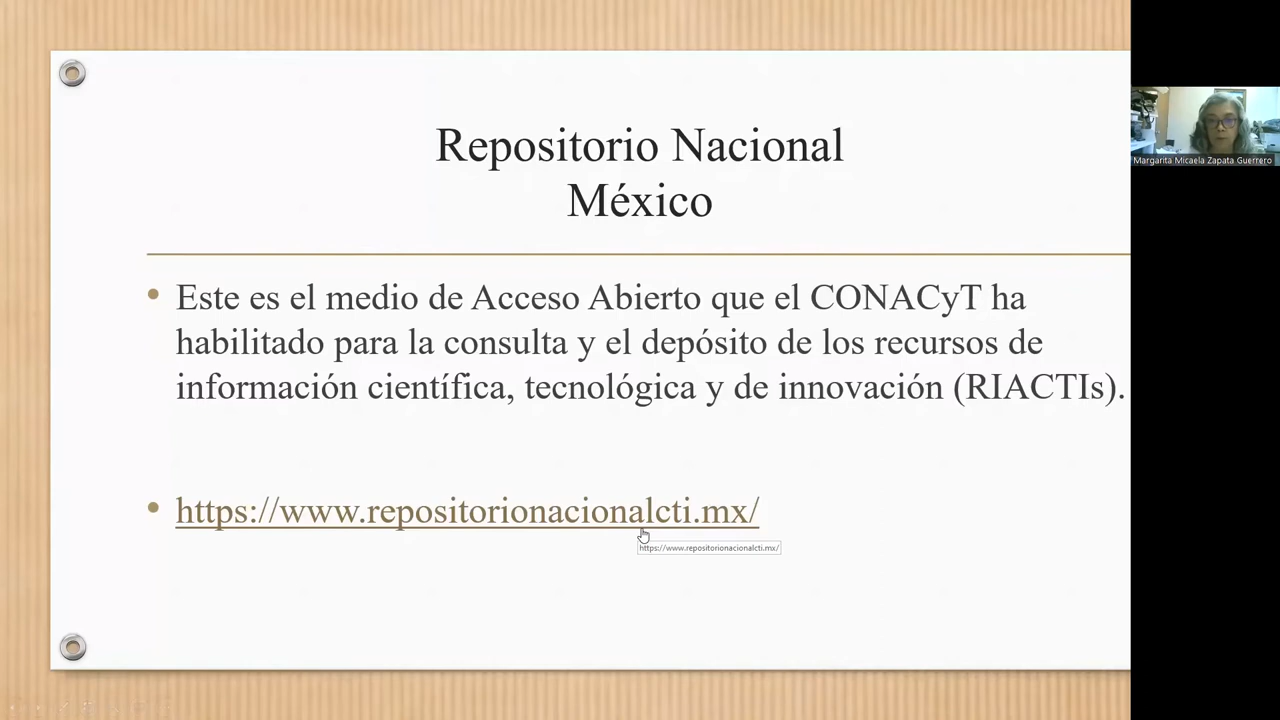 Repositorio Nacional
México
• Este es el medio de Acceso Abierto que el CONACyT ha
habilitado para la consulta y el depósito de los recursos de
información científica, tecnológica y de innovación (RIACTIs).
• https://www.repositorionacionalcti.mx/
https://www.repositorionacionalcti.mx/
Margarita Micaela Zapata Guerrero